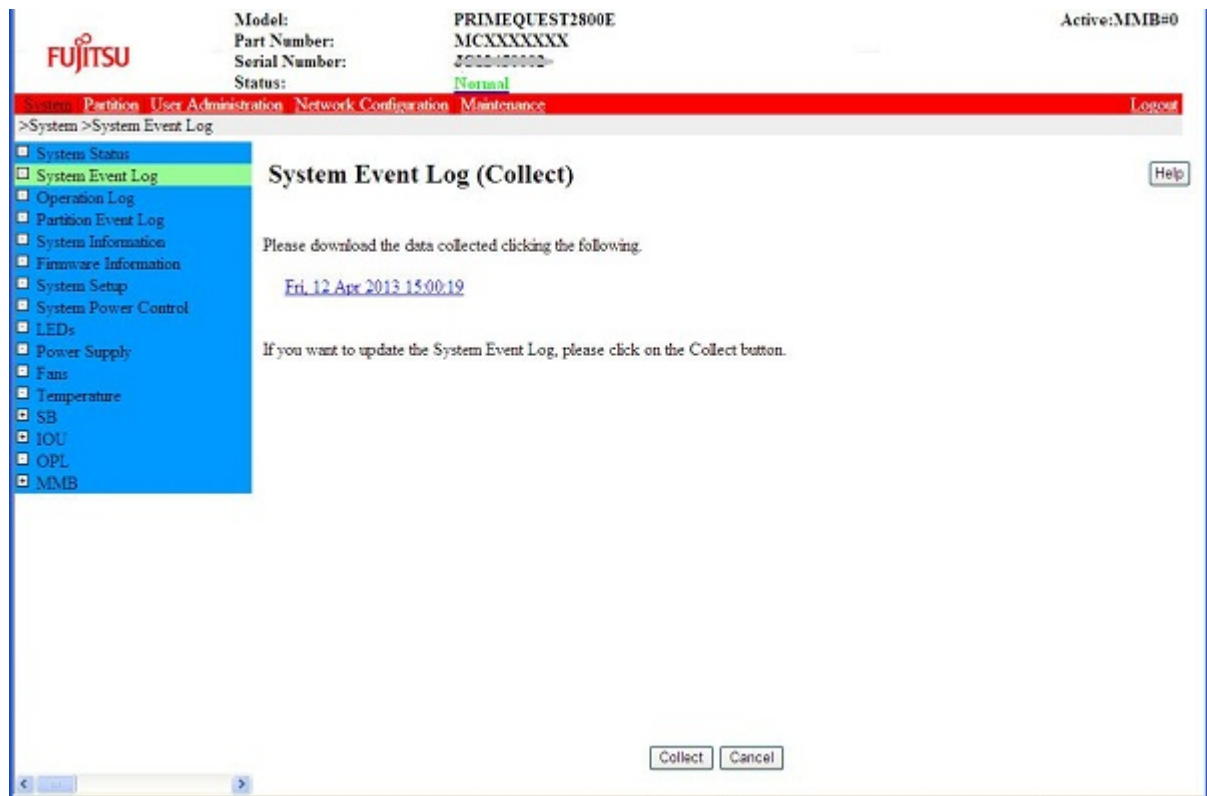 FUJITSU
Model: PRIMEQUEST2800E Active:MMB#0
Part Number: MCXXXXXXX
Serial Number:
Status: Normal
System Partition User Administration Network Configuration Maintenance Logout
>System >System Event Log
System Status
System Event Log
Operation Log
Partition Event Log
System Information
Firmware Information
System Setup
System Power Control
LEDs
Power Supply
Fans
Temperature
SB
IOU
OPL
MMB
System Event Log (Collect)
Help
Please download the data collected clicking the following.
Fri, 12 Apr 2013 15:00:19
If you want to update the System Event Log, please click on the Collect button.
Collect Cancel